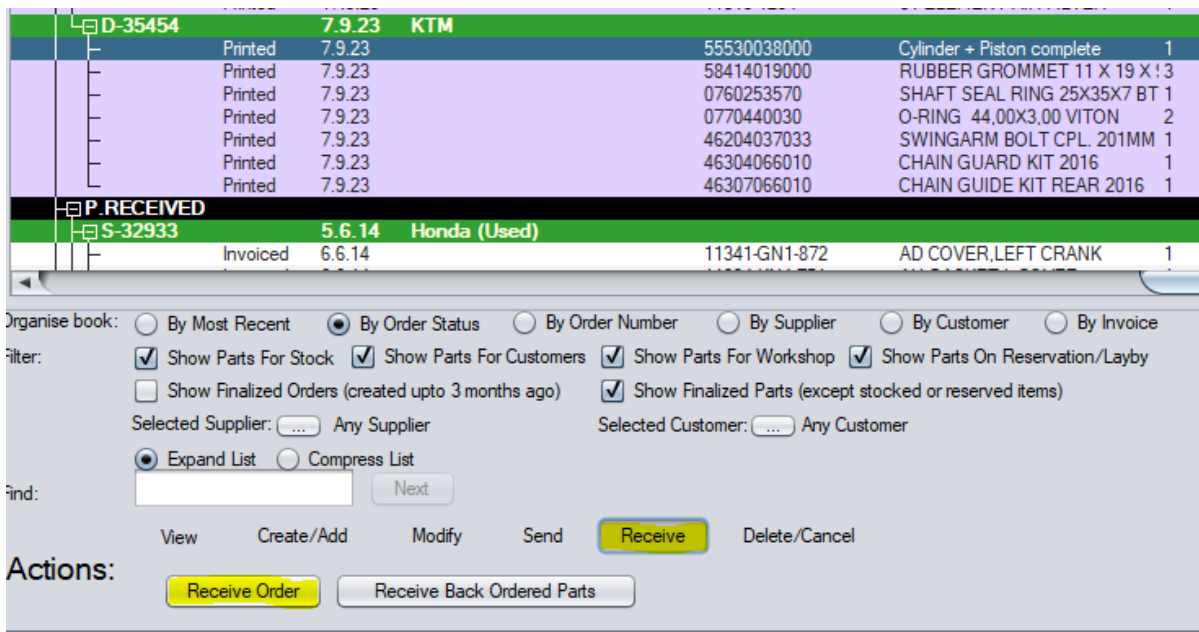 D-35454 7.9.23 KTM
Printed 7.9.23 55530038000 Cylinder + Piston complete 1
Printed 7.9.23 58414019000 RUBBER GROMMET 11 X 19 X 3
Printed 7.9.23 0760253570 SHAFT SEAL RING 25X35X7 BT 1
Printed 7.9.23 0770440030 O-RING 44,00X3,00 VITON 2
Printed 7.9.23 46204037033 SWINGARM BOLT CPL. 201MM 1
Printed 7.9.23 46304066010 CHAIN GUARD KIT 2016 1
Printed 7.9.23 46307066010 CHAIN GUIDE KIT REAR 2016 1
P.RECEIVED
S-32933 5.6.14 Honda (Used)
Invoiced 6.6.14 11341-GN1-872 AD COVER,LEFT CRANK 1
Organise book: By Most Recent By Order Status By Order Number By Supplier By Customer By Invoice
Filter: Show Parts For Stock Show Parts For Customers Show Parts For Workshop Show Parts On Reservation/Layby
Show Finalized Orders (created upto 3 months ago) Show Finalized Parts (except stocked or reserved items)
Selected Supplier: ... Any Supplier Selected Customer: ... Any Customer
Expand List Compress List
Find: Next
View Create/Add Modify Send Receive Delete/Cancel
Actions:
Receive Order Receive Back Ordered Parts